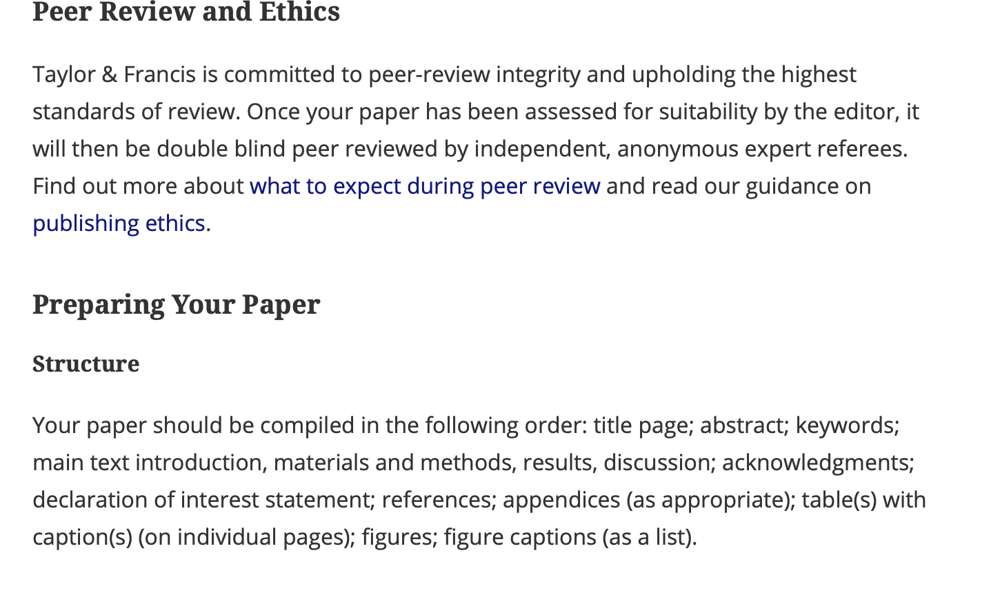 Peer Review and Ethics
Taylor & Francis is committed to peer-review integrity and upholding the highest
standards of review. Once your paper has been assessed for suitability by the editor, it
will then be double blind peer reviewed by independent, anonymous expert referees.
Find out more about what to expect during peer review and read our guidance on
publishing ethics.
Preparing Your Paper
Structure
Your paper should be compiled in the following order: title page; abstract; keywords;
main text introduction, materials and methods, results, discussion; acknowledgments;
declaration of interest statement; references; appendices (as appropriate); table(s) with
caption(s) (on individual pages); figures; figure captions (as a list).